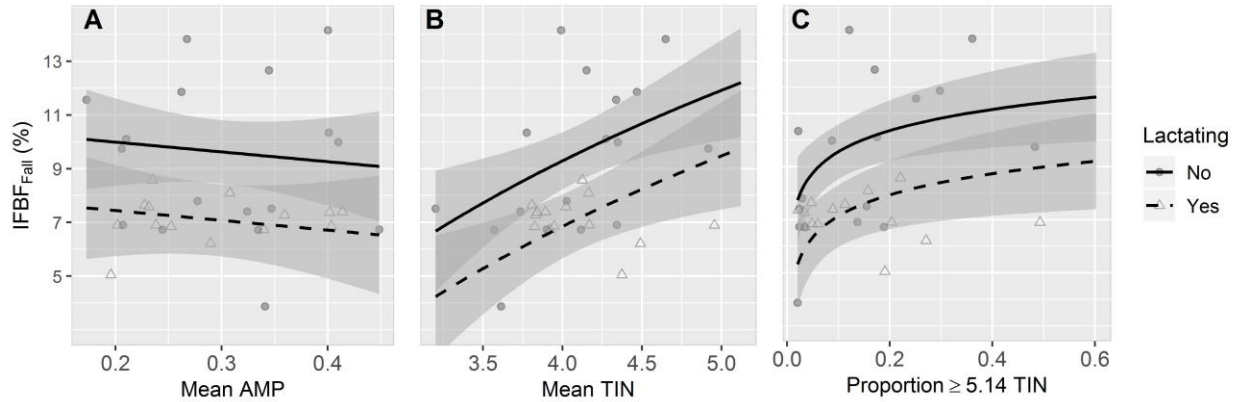 A
B
C
IFBF_Fall (%)
13
11
9
7
5
0.2 0.3 0.4
Mean AMP
3.5 4.0 4.5 5.0
Mean TIN
0.0 0.2 0.4 0.6
Proportion ≥ 5.14 TIN
Lactating
No
Yes